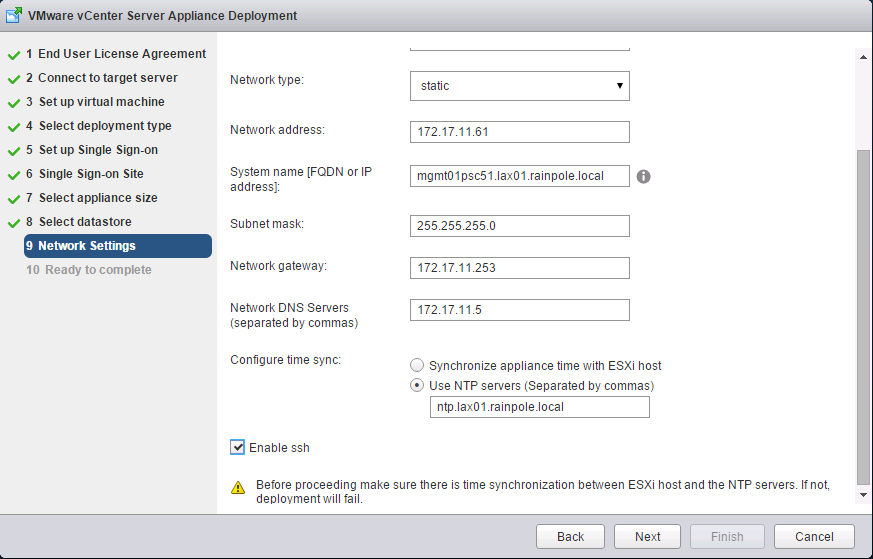 VMware vCenter Server Appliance Deployment
1 End User License Agreement
2 Connect to target server
3 Set up virtual machine
4 Select deployment type
5 Set up Single Sign-on
6 Single Sign-on Site
7 Select appliance size
8 Select datastore
9 Network Settings
10 Ready to complete
Network type:
static
Network address:
172.17.11.61
System name [FQDN or IP
address]:
mgmt01psc51.lax01.rainpole.local
Subnet mask:
255.255.255.0
Network gateway:
172.17.11.253
Network DNS Servers
(separated by commas)
172.17.11.5
Configure time sync:
Synchronize appliance time with ESXi host
Use NTP servers (Separated by commas)
ntp.lax01.rainpole.local
Enable ssh
Before proceeding make sure there is time synchronization between ESXi host and the NTP servers. If not,
deployment will fail.
Back
Next
Finish
Cancel